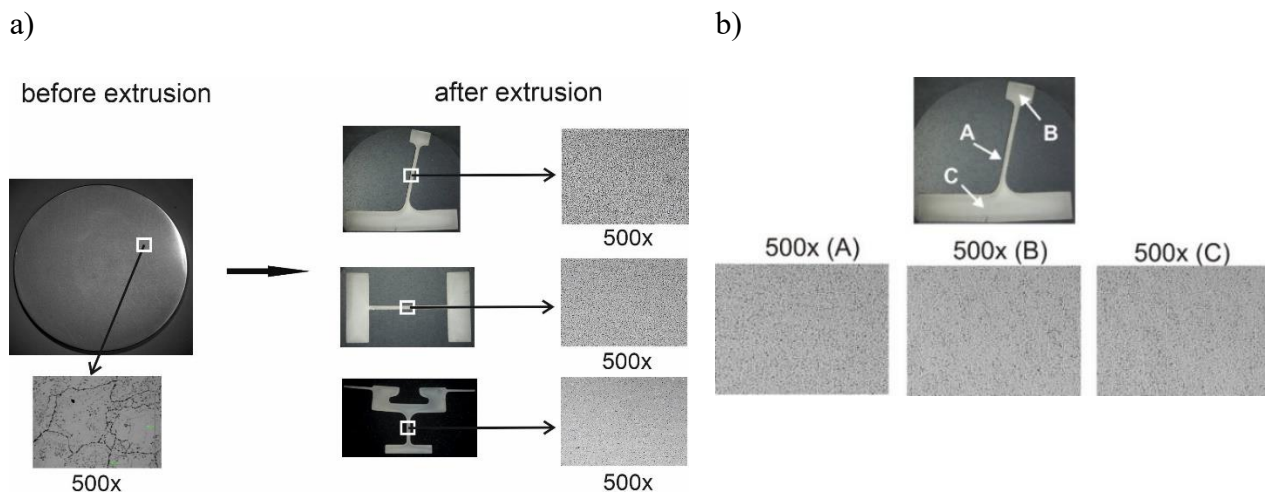 a)
before extrusion
after extrusion
500x
500x
500x
500x
b)
A
B
C
500x (A)
500x (B)
500x (C)